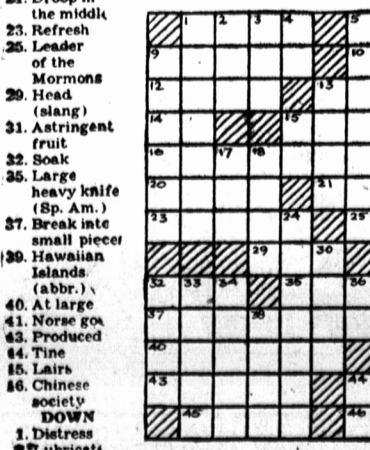 the middle
23. Refresh
25. Leader
of the
Mormons
29. Head
(slang)
31. Astringent
fruit
32. Soak
35. Large
heavy knife
(Sp. Am.)
37. Break into
small pieces
39. Hawaiian
Islands
(abbr.)
40. At large
41. Norse god
43. Produced
44. Tine
45. Lairs
46. Chinese
society
DOWN
1. Distress
1 2 3 4 5
9 10
12 13
14 15
16 17 18
20 21
23 24 25
29 30
32 33 34 35 36
37 38
40
43 44
45 46